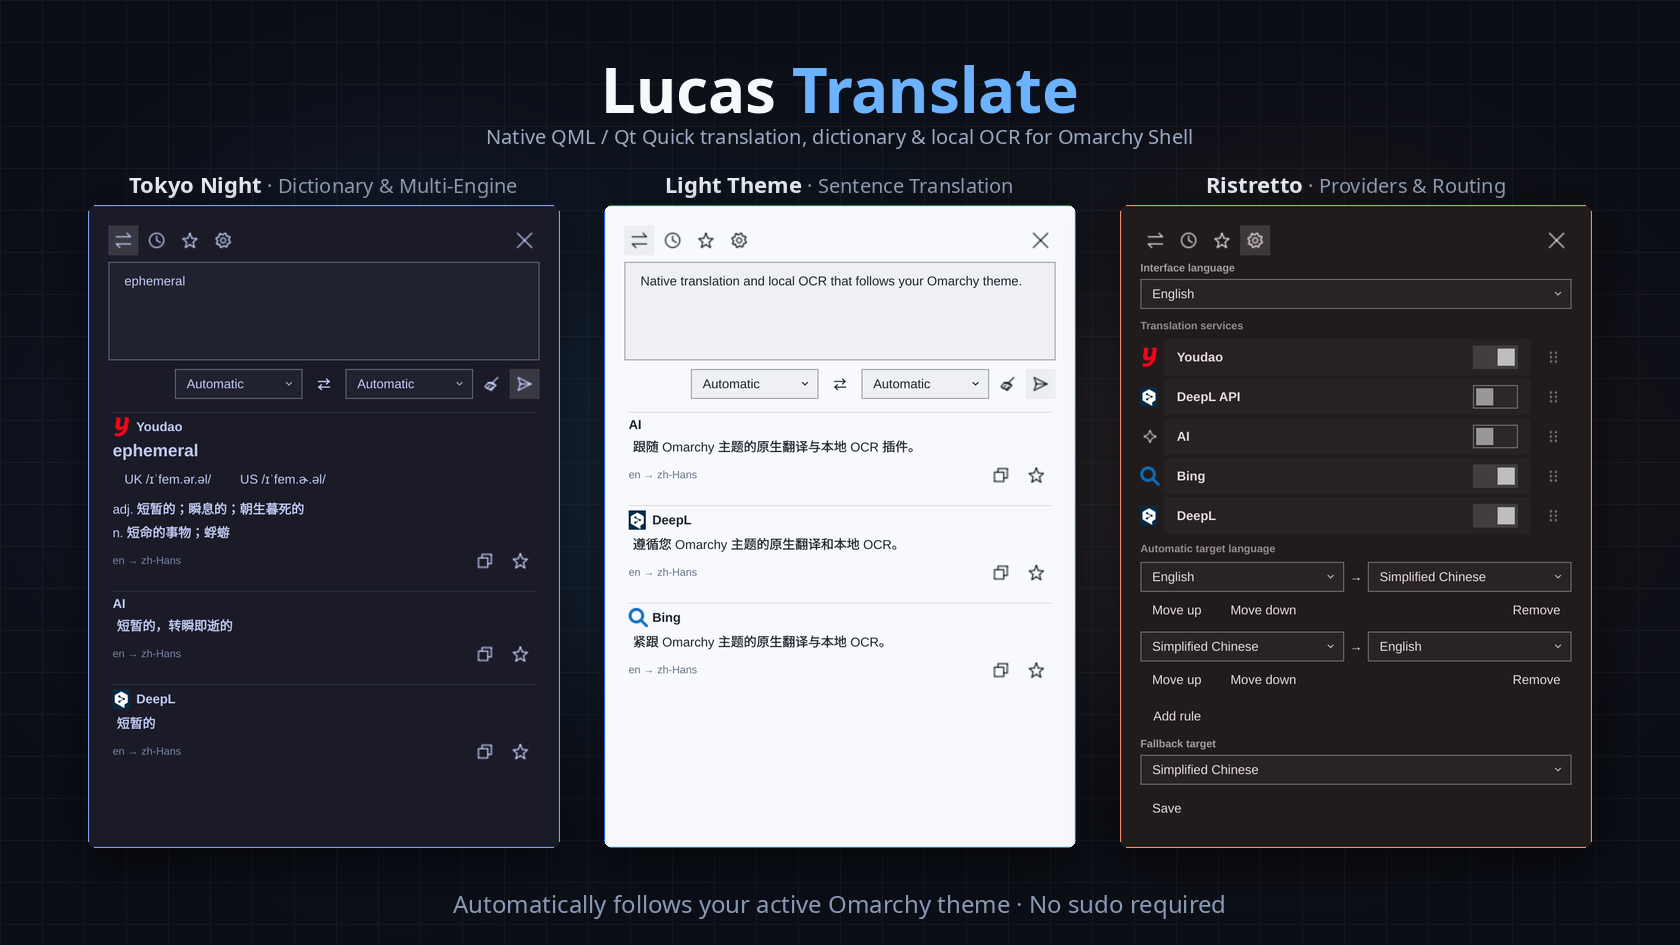 Lucas Translate
Native QML / Qt Quick translation, dictionary & local OCR for Omarchy Shell
Tokyo Night · Dictionary & Multi-Engine
ephemeral
Automatic
Automatic
Youdao
ephemeral
UK /ɪˈfem.ər.əl/ US /ɪˈfem.ɚ.əl/
adj. 短暂的；瞬息的；朝生暮死的
n. 短命的事物；蜉蝣
en → zh-Hans
AI
短暂的，转瞬即逝的
en → zh-Hans
DeepL
短暂的
en → zh-Hans
Light Theme · Sentence Translation
Native translation and local OCR that follows your Omarchy theme.
Automatic
Automatic
AI
跟随 Omarchy 主题的原生翻译与本地 OCR 插件。
en → zh-Hans
DeepL
遵循您 Omarchy 主题的原生翻译和本地 OCR。
en → zh-Hans
Bing
紧跟 Omarchy 主题的原生翻译与本地 OCR。
en → zh-Hans
Ristretto · Providers & Routing
Interface language
English
Translation services
Youdao
DeepL API
AI
Bing
DeepL
Automatic target language
English → Simplified Chinese
Move up Move down Remove
Simplified Chinese → English
Move up Move down Remove
Add rule
Fallback target
Simplified Chinese
Save
Automatically follows your active Omarchy theme · No sudo required